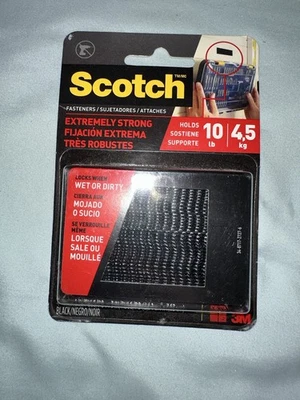 Scotch TM/MC
FASTENERS / SUJETADORES / ATTACHES
EXTREMELY STRONG
FIJACIÓN EXTREMA
TRÈS ROBUSTES
HOLDS
SOSTIENE
SUPPORTE
10 lb
4,5 kg
LOCKS WHEN
WET OR DIRTY
CIERRA AUN
MOJADO
O SUCIO
SE VERROUILLE
MÊME
LORSQUE
SALE OU
MOUILLÉ
BLACK/NEGRO/NOIR
3M